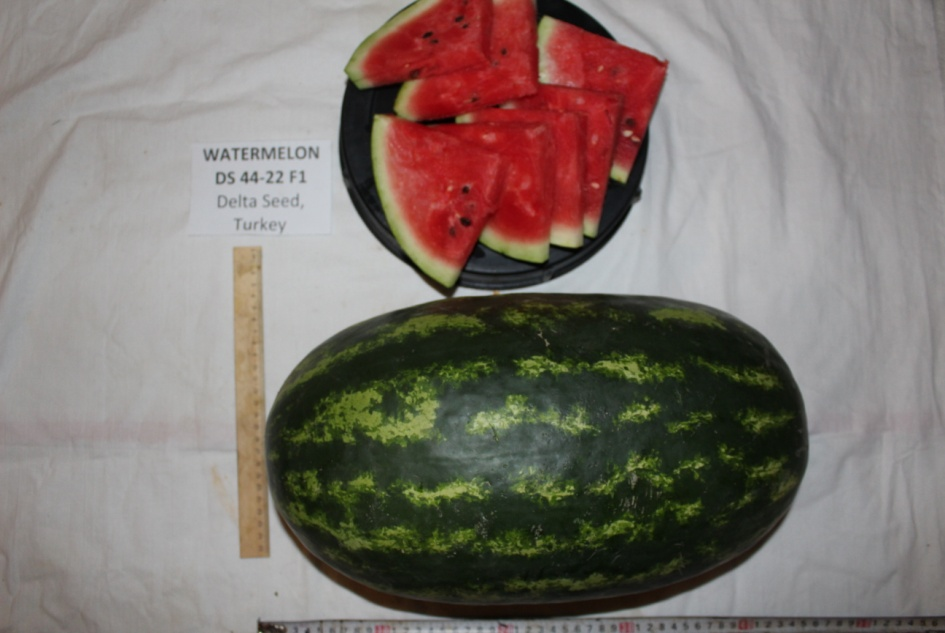 WATERMELON
DS 44-22 F1
Delta Seed,
Turkey